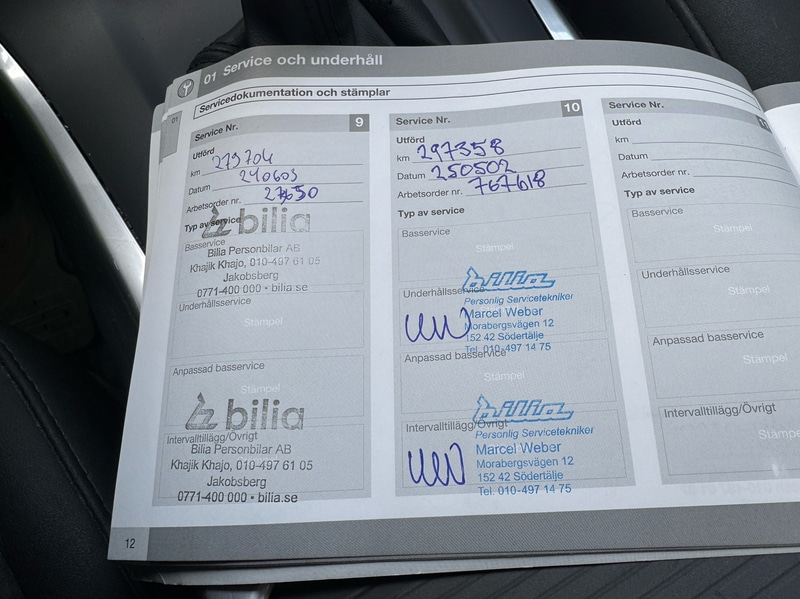 01 Service och underhåll
Servicedokumentation och stämplar
01
Service Nr. 9
Utförd
km 279704
Datum 240603
Arbetsorder nr.
Typ av service
bilia
Basservice
Bilia Personbilar AB
Khajik Khajo, 010-497 61 05
Jakobsberg
0771-400 000 • bilia.se
Underhållsservice
Stämpel
Anpassad basservice
Stämpel
bilia
Intervalltillägg/Övrigt
Bilia Personbilar AB
Khajik Khajo, 010-497 61 05
Jakobsberg
0771-400 000 • bilia.se
Service Nr. 10
Utförd
km 297358
Datum 250502
Arbetsorder nr. 767618
Typ av service
Basservice
Stämpel
bilia
Underhållsservice
Personlig Servicetekniker
Marcel Weber
Morabergsvägen 12
152 42 Södertälje
Tel. 010-497 14 75
Anpassad basservice
Stämpel
bilia
Intervalltillägg/Övrigt
Personlig Servicetekniker
Marcel Weber
Morabergsvägen 12
152 42 Södertälje
Tel. 010-497 14 75
Service Nr. 11
Utförd
km
Datum
Arbetsorder nr.
Typ av service
Basservice
Stämpel
Underhållsservice
Stämpel
Anpassad basservice
Stämpel
Intervalltillägg/Övrigt
Stämpel
12